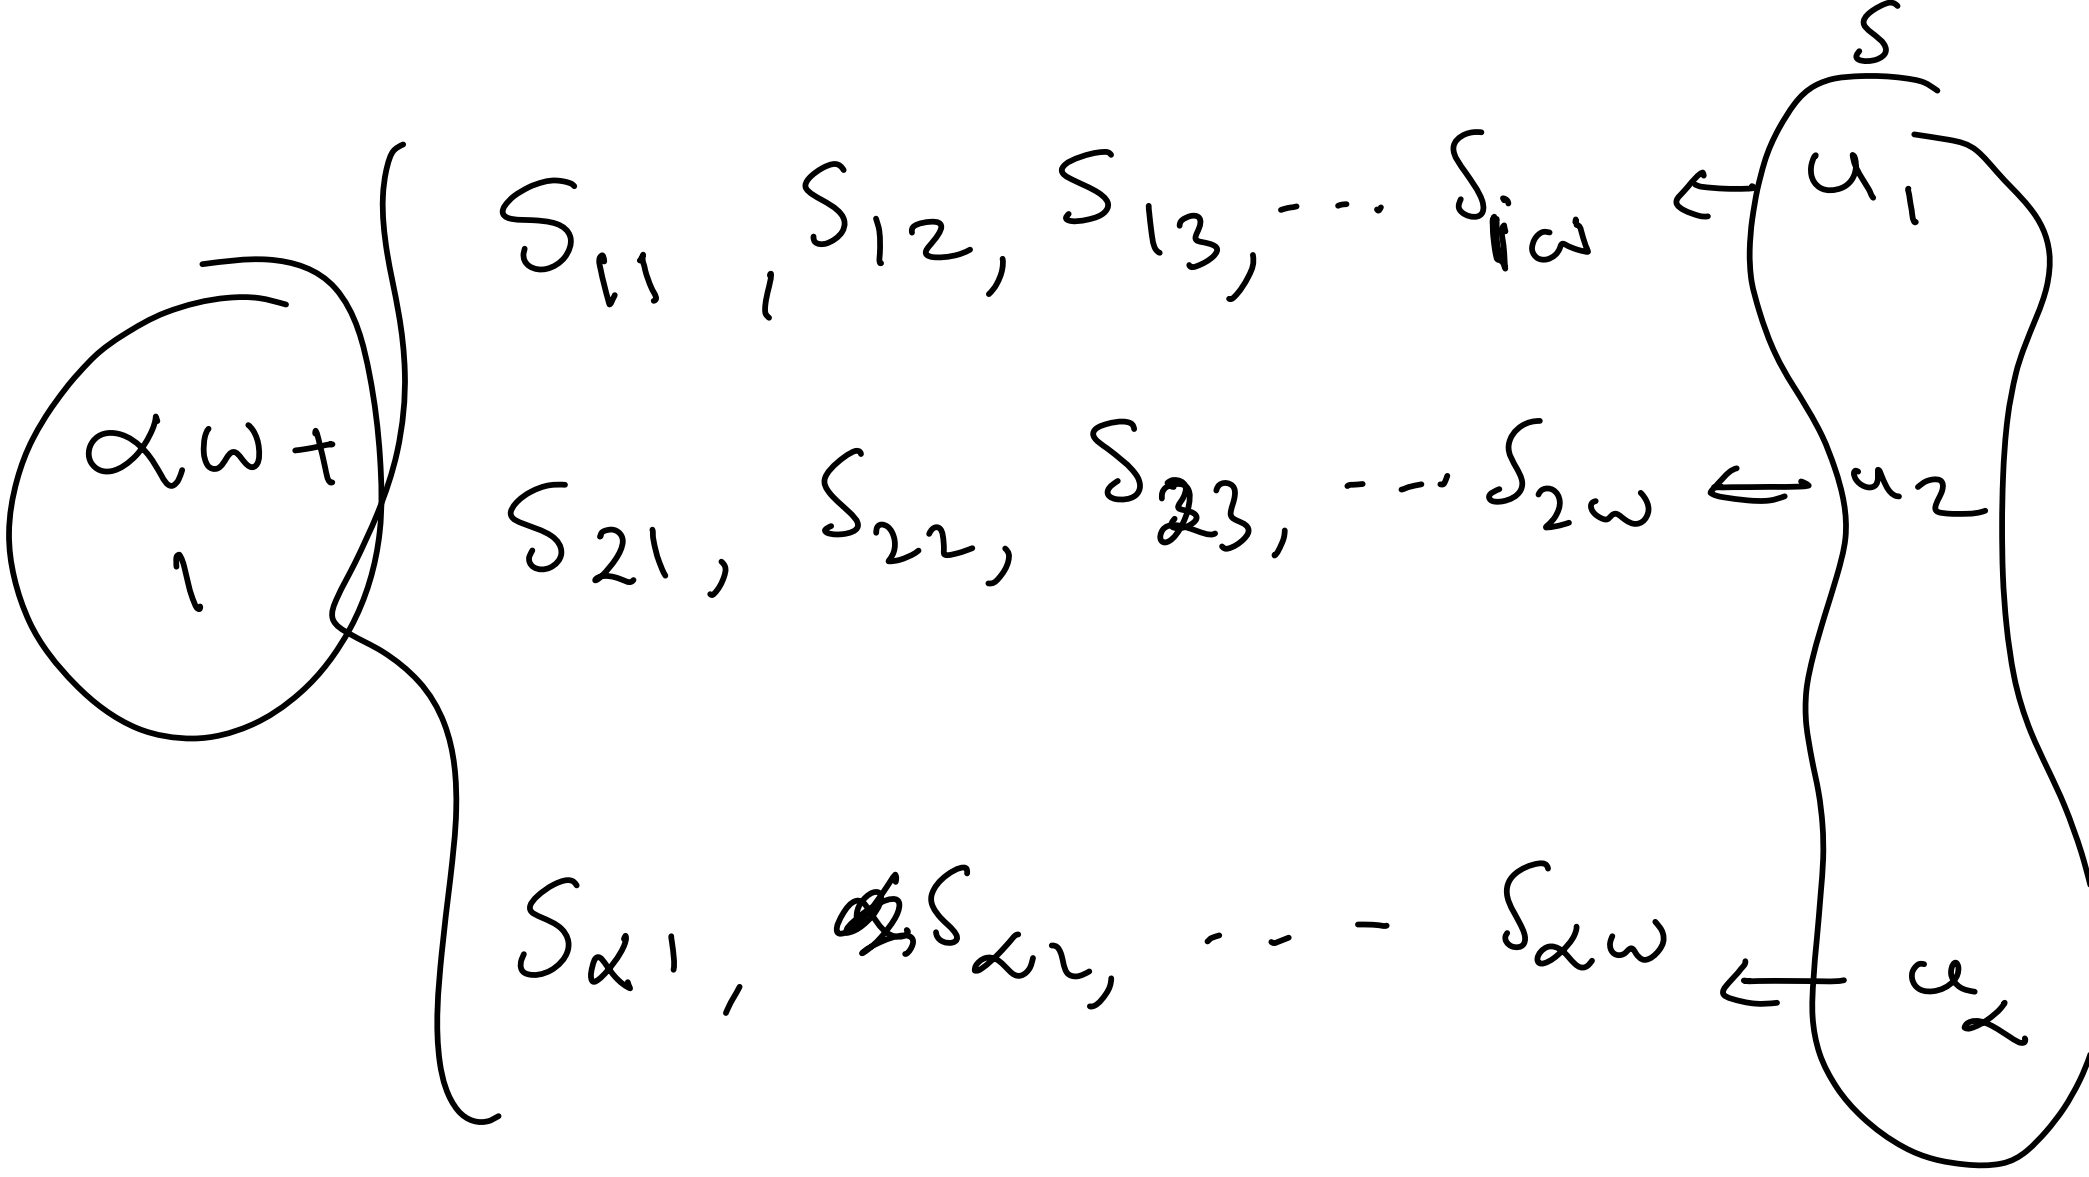 S
S₁₁, S₁₂, S₁₃, --... S₁ω ← u₁
αω+
1
S₂₁, S₂₂, S₂₃, --... S₂ω ← u₂
Sα₁, Sα₂, ... - Sαω ← uα